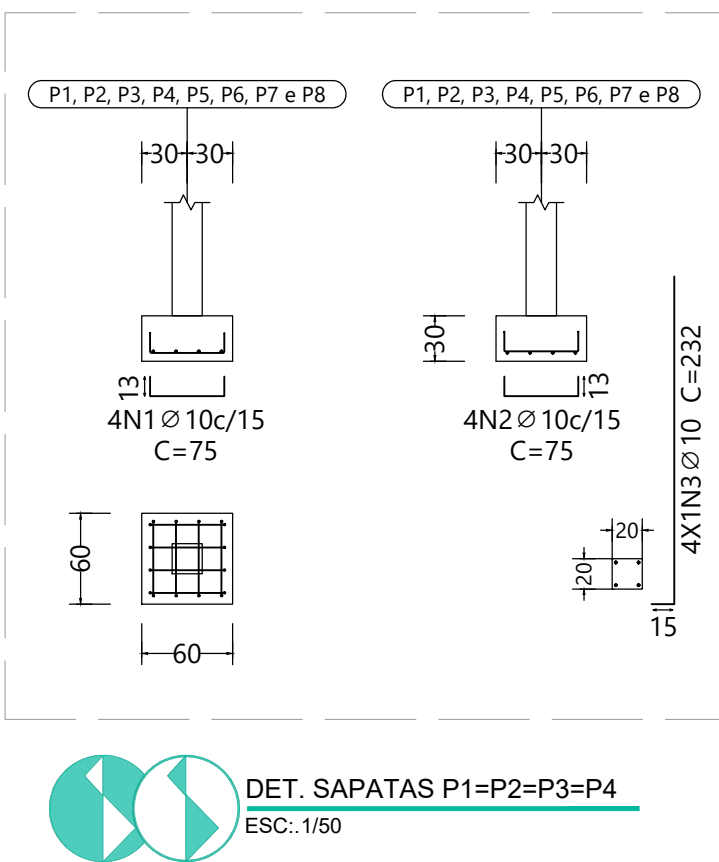 P1, P2, P3, P4, P5, P6, P7 e P8
P1, P2, P3, P4, P5, P6, P7 e P8
30 30
30 30
30
13
13
4N1 Ø 10c/15
C=75
4N2 Ø 10c/15
C=75
4X1N3 Ø 10 C=232
60
60
20
20
15
DET. SAPATAS P1=P2=P3=P4
ESC:.1/50